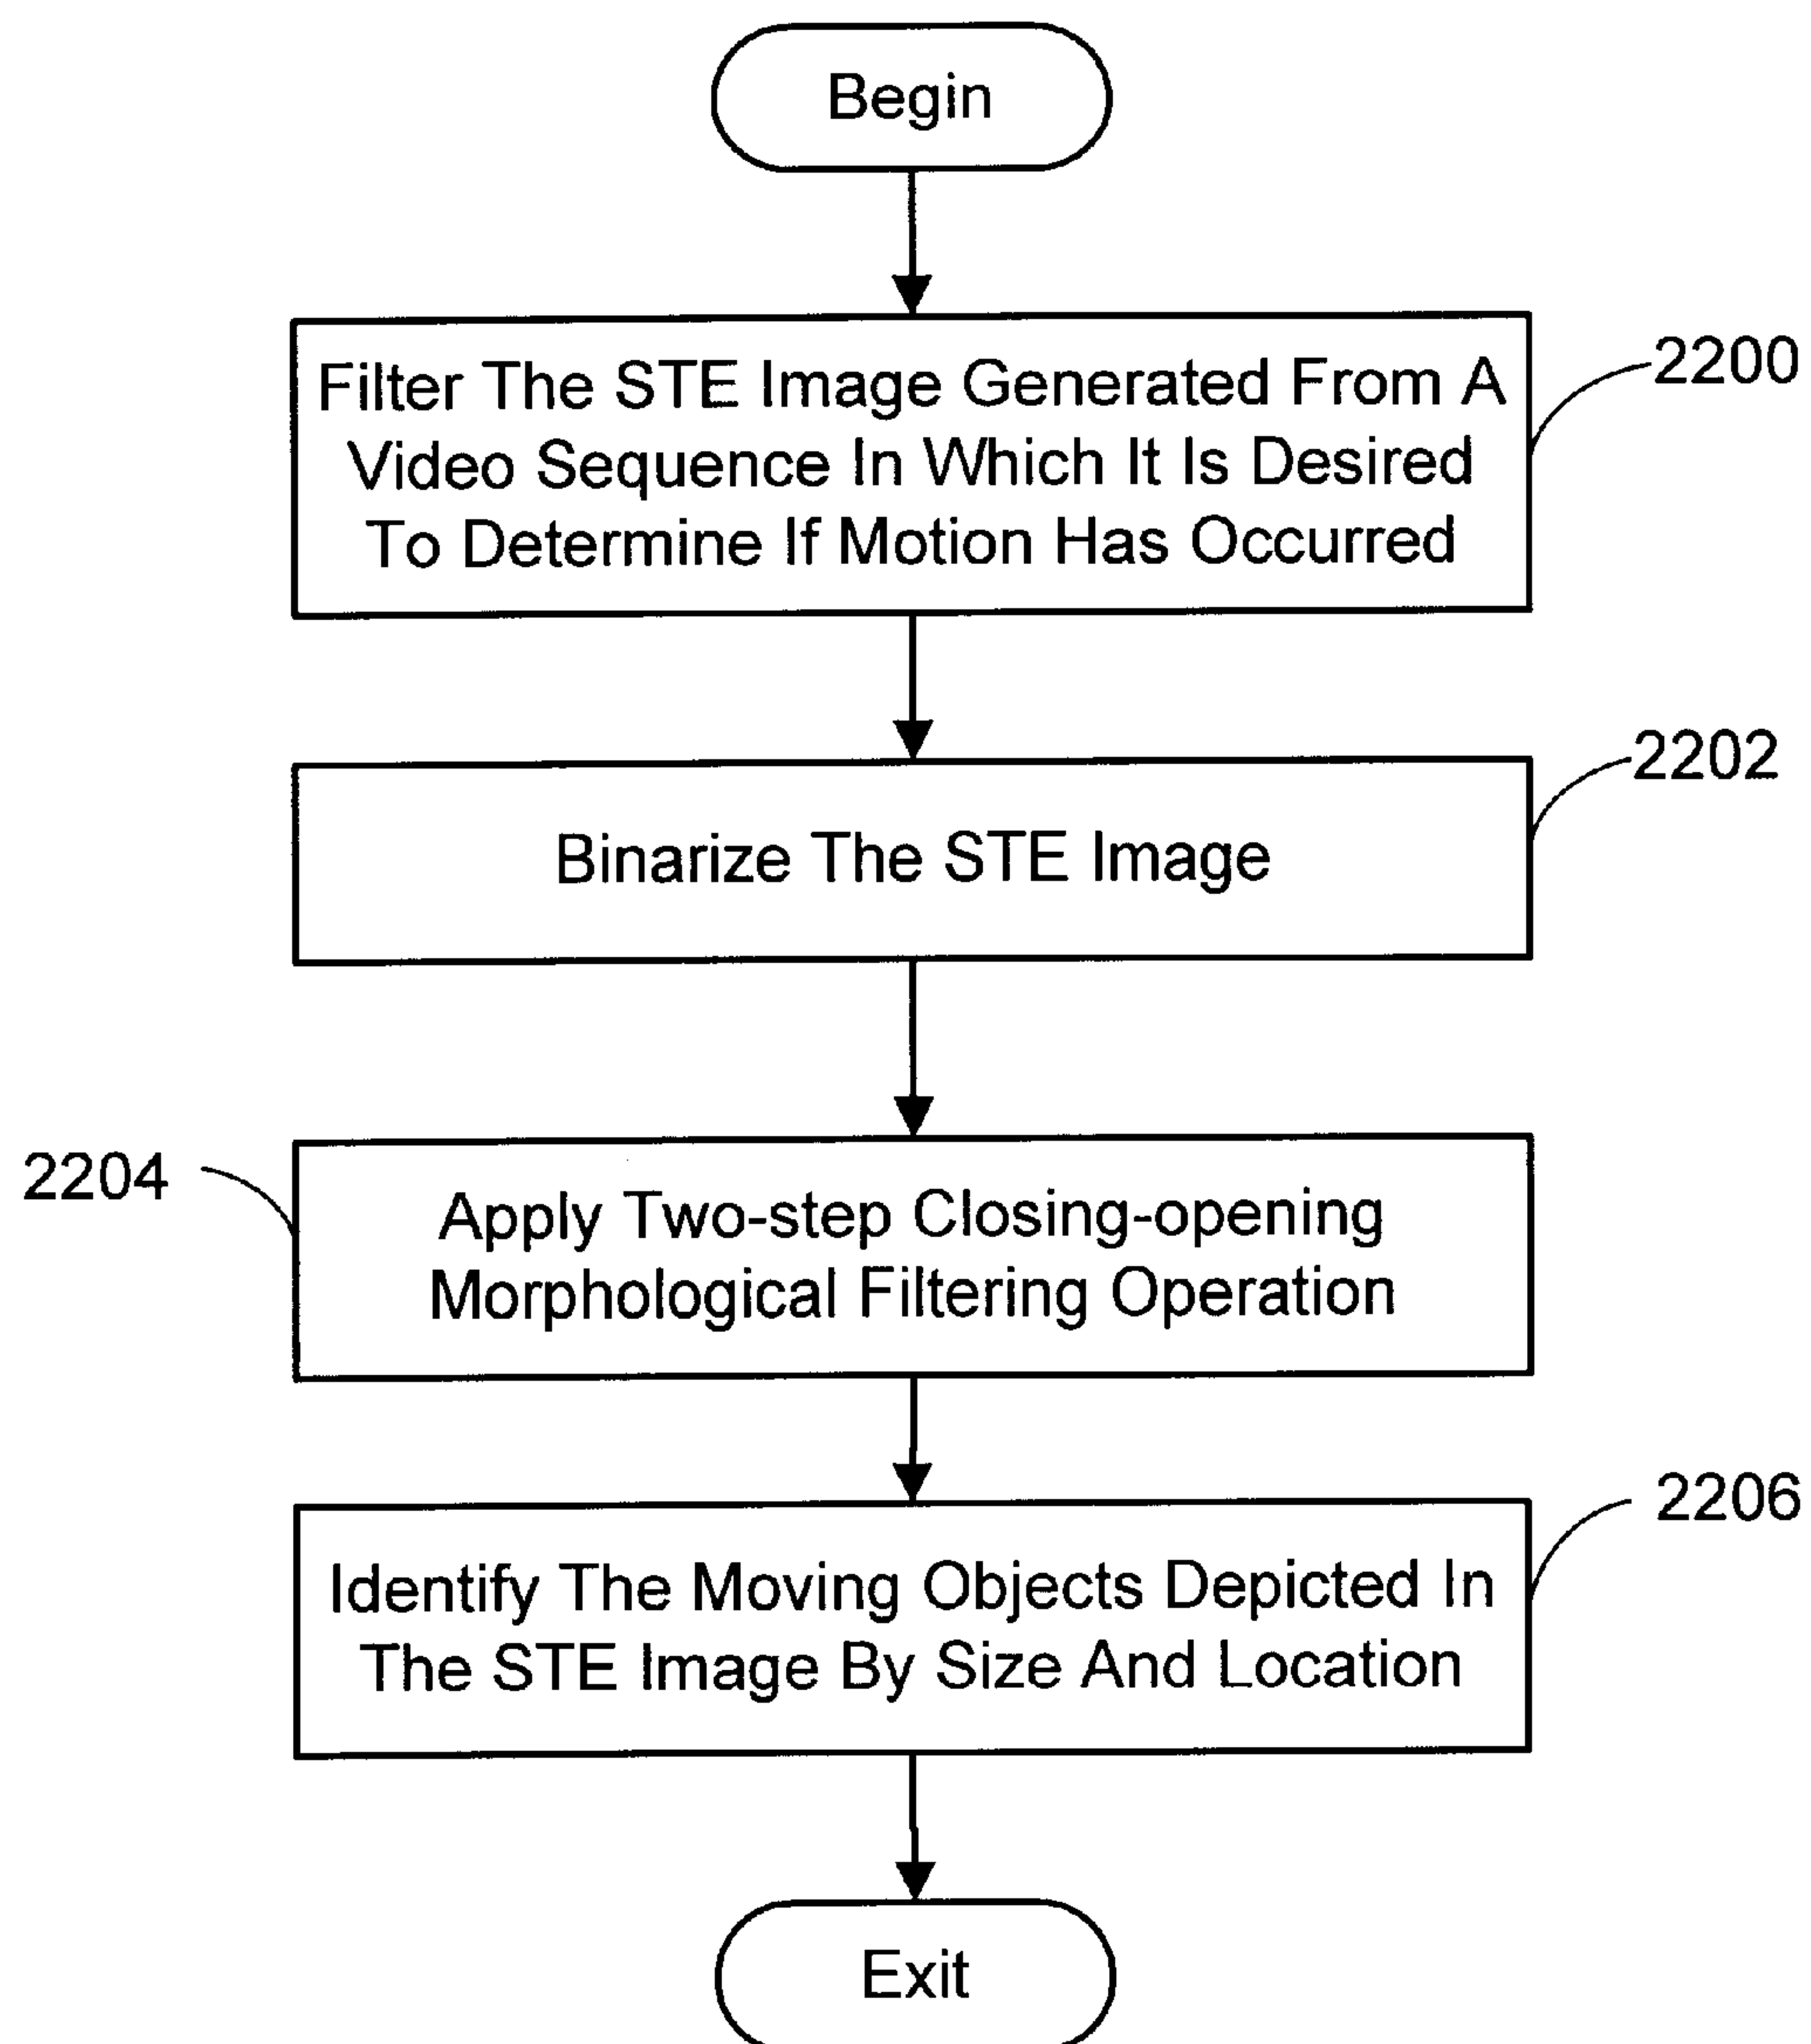 Begin
Filter The STE Image Generated From A
Video Sequence In Which It Is Desired
To Determine If Motion Has Occurred
2200
Binarize The STE Image
2202
2204
Apply Two-step Closing-opening
Morphological Filtering Operation
Identify The Moving Objects Depicted In
The STE Image By Size And Location
2206
Exit